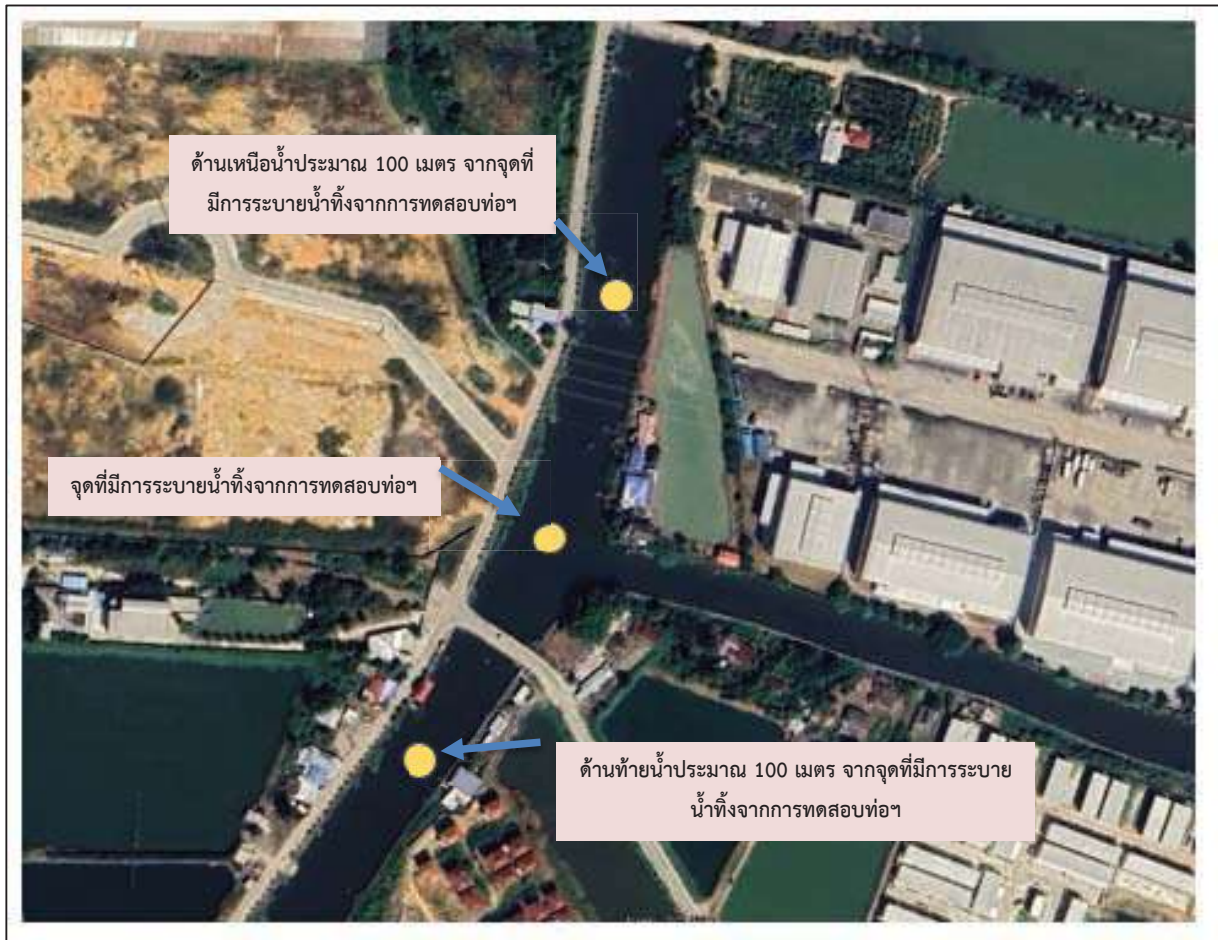 ด้านเหนือน้ำประมาณ 100 เมตร จากจุดที่
มีการระบายน้ำทิ้งจากการทดสอบท่อฯ
จุดที่มีการระบายน้ำทิ้งจากการทดสอบท่อฯ
ด้านท้ายน้ำประมาณ 100 เมตร จากจุดที่มีการระบาย
น้ำทิ้งจากการทดสอบท่อฯ